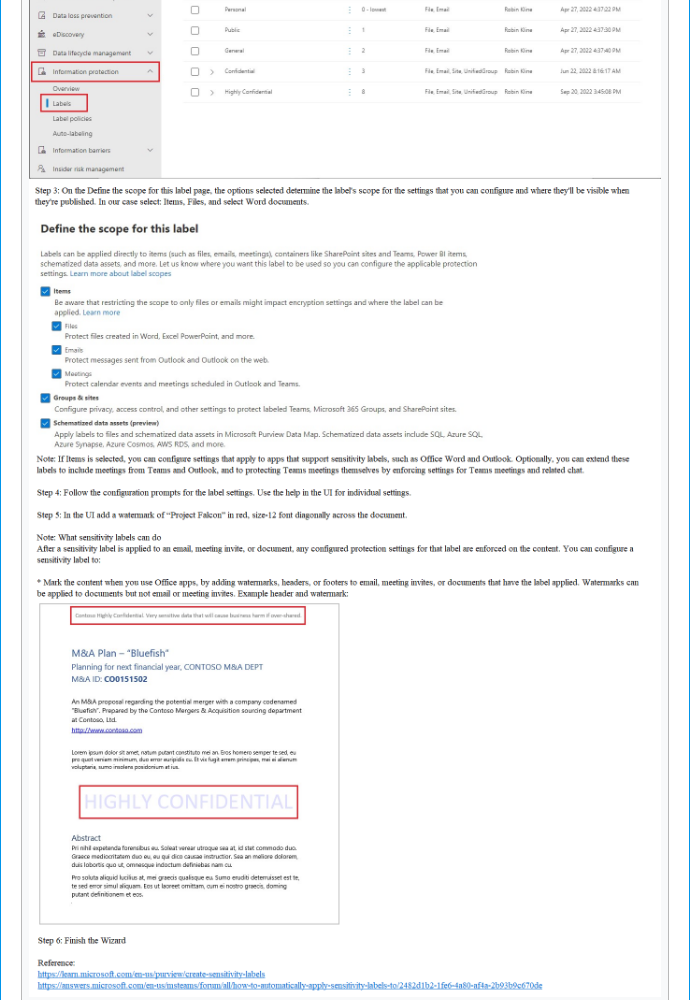 Personal 0 - lowest File, Email Robin Kline Apr 27, 2022 4:37:22 PM
Data loss prevention
Public 1 File, Email Robin Kline Apr 27, 2022 4:37:30 PM
eDiscovery
General 2 File, Email Robin Kline Apr 27, 2022 4:37:40 PM
Data lifecycle management
Information protection
Confidential 3 File, Email, Site, UnifiedGroup Robin Kline Jun 22, 2022 8:16:17 AM
Overview
Highly Confidential 8 File, Email, Site, UnifiedGroup Robin Kline Sep 20, 2022 3:45:08 PM
Labels
Label policies
Auto-labeling
Information barriers
Insider risk management
Step 3: On the Define the scope for this label page, the options selected determine the label's scope for the settings that you can configure and where they'll be visible when
they're published. In our case select: Items, Files, and select Word documents.
Define the scope for this label
Labels can be applied directly to items (such as files, emails, meetings), containers like SharePoint sites and Teams, Power BI items,
schematized data assets, and more. Let us know where you want this label to be used so you can configure the applicable protection
settings. Learn more about label scopes
Items
Be aware that restricting the scope to only files or emails might impact encryption settings and where the label can be
applied. Learn more
Files
Protect files created in Word, Excel PowerPoint, and more.
Emails
Protect messages sent from Outlook and Outlook on the web.
Meetings
Protect calendar events and meetings scheduled in Outlook and Teams.
Groups & sites
Configure privacy, access control, and other settings to protect labeled Teams, Microsoft 365 Groups, and SharePoint sites.
Schematized data assets (preview)
Apply labels to files and schematized data assets in Microsoft Purview Data Map. Schematized data assets include SQL, Azure SQL,
Azure Synapse, Azure Cosmos, AWS RDS, and more.
Note: If Items is selected, you can configure settings that apply to apps that support sensitivity labels, such as Office Word and Outlook. Optionally, you can extend these
labels to include meetings from Teams and Outlook, and to protecting Teams meetings themselves by enforcing settings for Teams meetings and related chat.
Step 4: Follow the configuration prompts for the label settings. Use the help in the UI for individual settings.
Step 5: In the UI add a watermark of "Project Falcon" in red, size-12 font diagonally across the document.
Note: What sensitivity labels can do
After a sensitivity label is applied to an email, meeting invite, or document, any configured protection settings for that label are enforced on the content. You can configure a
sensitivity label to:
* Mark the content when you use Office apps, by adding watermarks, headers, or footers to email, meeting invites, or documents that have the label applied. Watermarks can
be applied to documents but not email or meeting invites. Example header and watermark:
Contoso Highly Confidential. Very sensitive data that will cause business harm if over-shared.
M&A Plan – "Bluefish"
Planning for next financial year, CONTOSO M&A DEPT
M&A ID: CO0151502
An M&A proposal regarding the potential merger with a company codenamed
"Bluefish". Prepared by the Contoso Mergers & Acquisition sourcing department
at Contoso, Ltd.
http://www.contoso.com
Lorem ipsum dolor sit amet, natum putant constituto mei an. Eros homero semper te sed, eu
pro quot veniam minimum, duo error euripidis cu. Et vis fugit errem principes, mei ei alienum
voluptaria, sumo insolens posidonium at ius.
HIGHLY CONFIDENTIAL
Abstract
Pri nihil expetenda forensibus eu. Soleat verear utroque sea at, id stet commodo duo.
Graece mediocritatem duo eu, eu qui dico causae instructior. Sea an meliore dolorem,
duis lobortis quo ut, omnesque indoctum definiebas nam cu.
Pro soluta aliquid lucilius at, mei graecis qualisque eu. Sumo eruditi deterruisset est te,
te sed error simul aliquam. Eos ut laoreet omittam, cum ei nostro graecis, doming
putant definitionem et eos.
Step 6: Finish the Wizard
Reference:
https://learn.microsoft.com/en-us/purview/create-sensitivity-labels
https://answers.microsoft.com/en-us/msteams/forum/all/how-to-automatically-apply-sensitivity-labels-to/2482d1b2-1fe6-4a80-af4a-2b93b9c670de